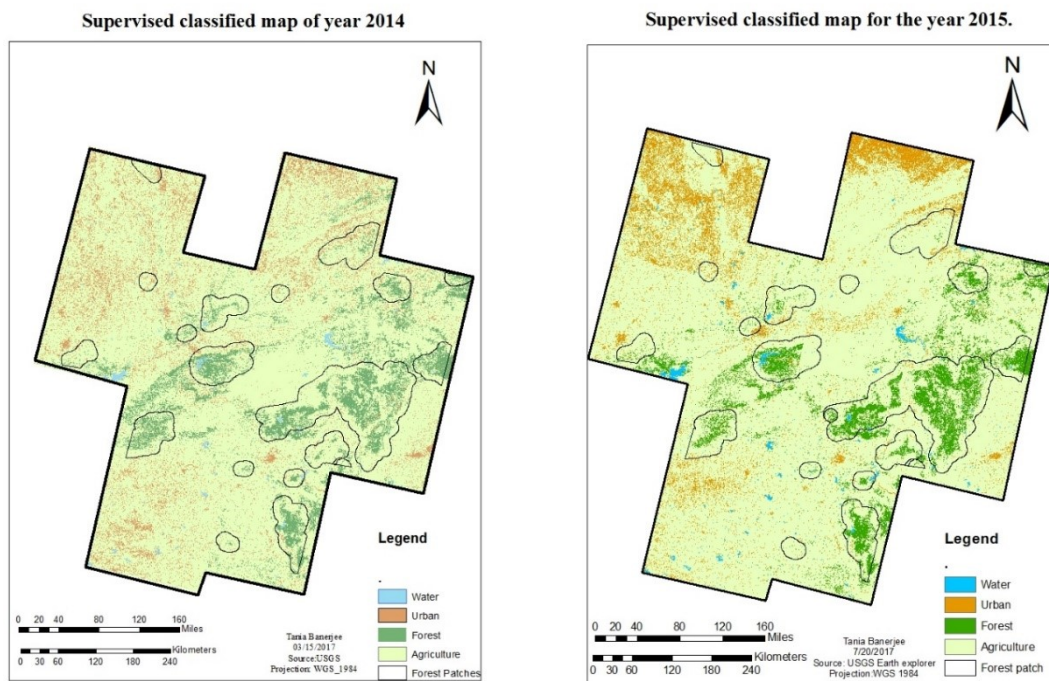 Supervised classified map of year 2014
N
Legend
.
Water
Urban
Forest
Agriculture
Forest Patches
0 20 40 80 120 160
Miles
Kilometers
0 30 60 120 180 240
Tania Banerjee
03/15/2017
Source:USGS
Projection: WGS_1984
Supervised classified map for the year 2015.
N
Legend
.
Water
Urban
Forest
Agriculture
Forest patch
0 20 40 80 120 160
Miles
Kilometers
0 30 60 120 180 240
Tania Banerjee
7/20/2017
Source: USGS Earth explorer
Projection:WGS 1984